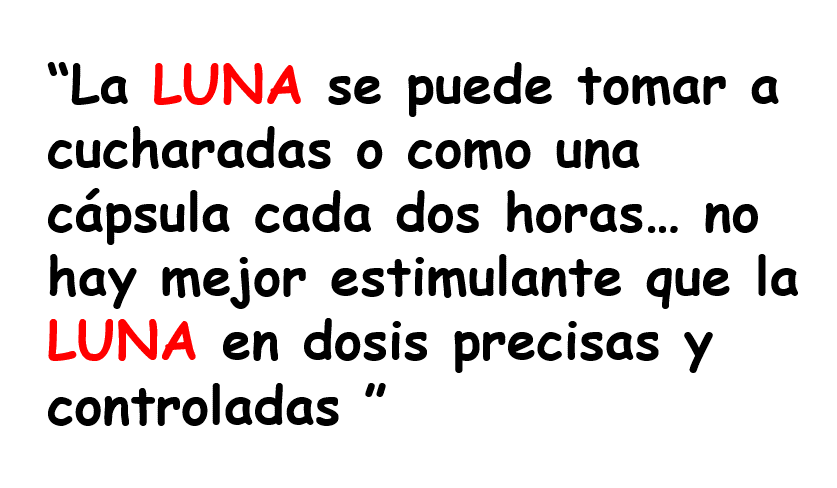 “La LUNA se puede tomar a
cucharadas o como una
cápsula cada dos horas… no
hay mejor estimulante que la
LUNA en dosis precisas y
controladas ”